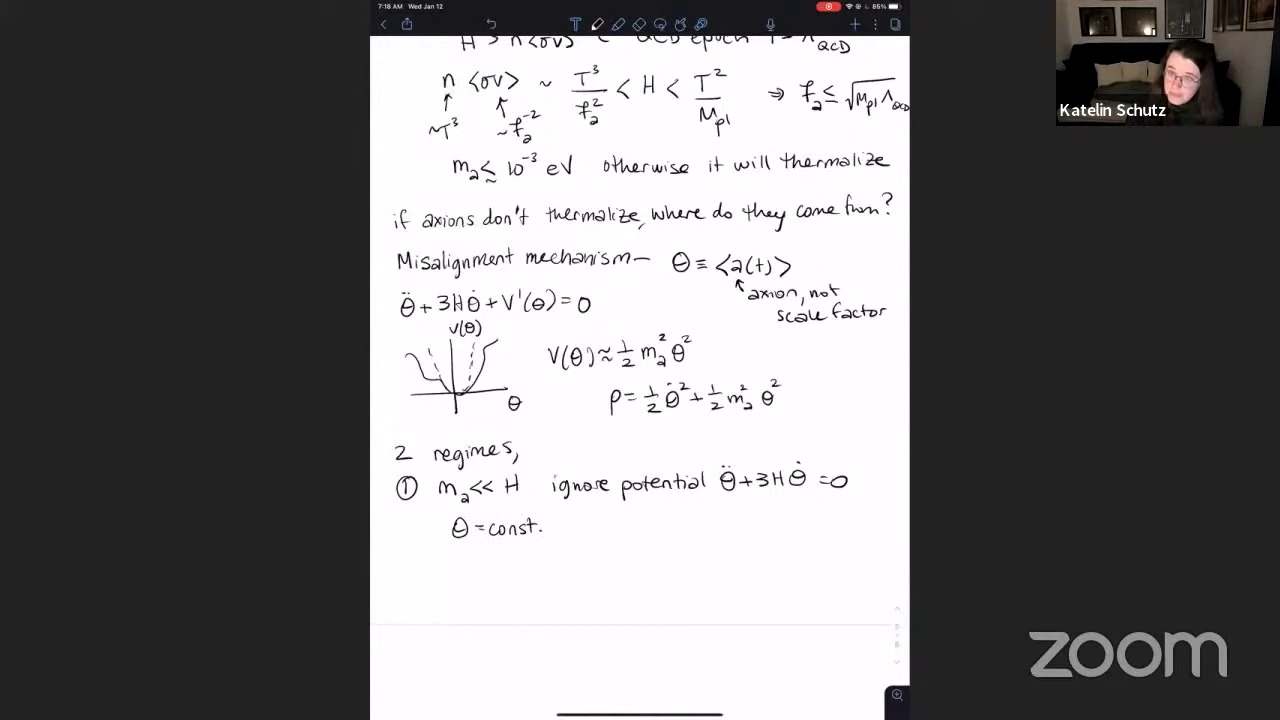 7:18 AM Wed Jan 12
85%
H > n<σv> @ QCD epoch T = Λ_QCD
n <σv> ~ T³/f_a² < H < T²/M_pl ⇒ f_a ≤ √(M_pl Λ_QCD)
~T³ ~f_a⁻²
m_a ≲ 10⁻³ eV otherwise it will thermalize
if axions don't thermalize, where do they come from?
Misalignment mechanism — θ ≡ <a(t)>
axion, not
scale factor
θ̈ + 3Hθ̇ + V'(θ) = 0
V(θ)
V(θ) ≈ ½ m_a² θ²
θ
ρ = ½ θ̇² + ½ m_a² θ²
2 regimes,
① m_a << H ignore potential θ̈ + 3Hθ̇ = 0
θ = const.
Katelin Schutz
zoom